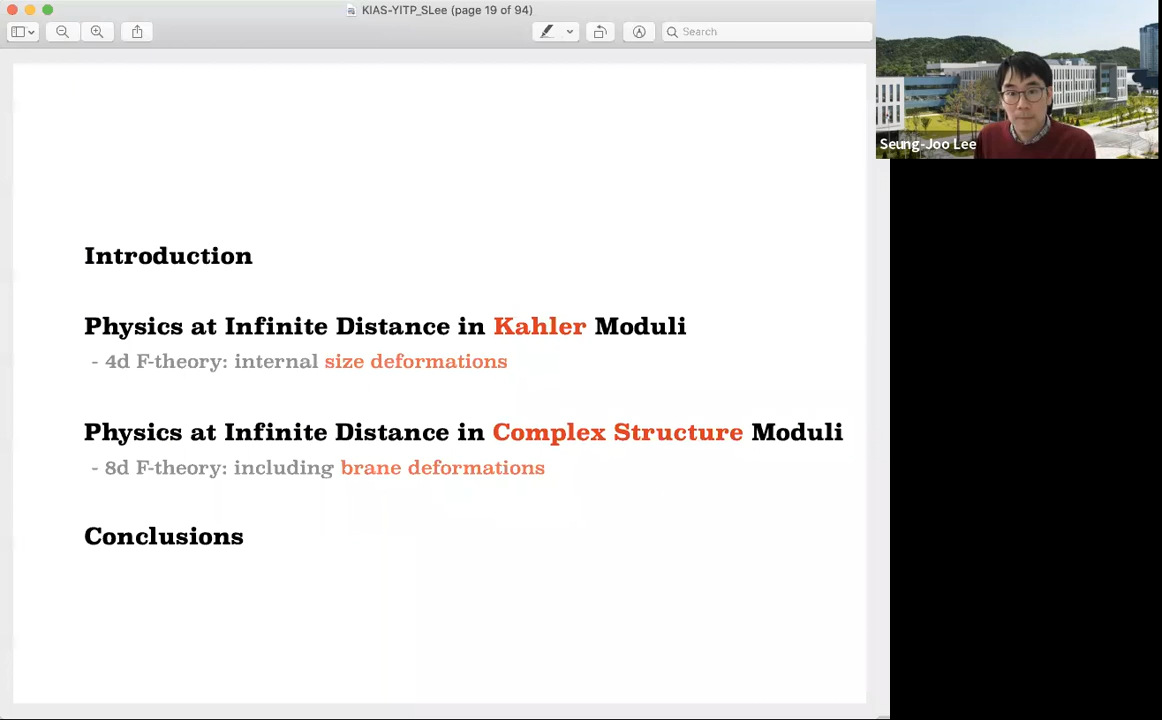 KIAS-YITP_SLee (page 19 of 94)
Search
Seung-Joo Lee
Introduction
Physics at Infinite Distance in Kahler Moduli
- 4d F-theory: internal size deformations
Physics at Infinite Distance in Complex Structure Moduli
- 8d F-theory: including brane deformations
Conclusions